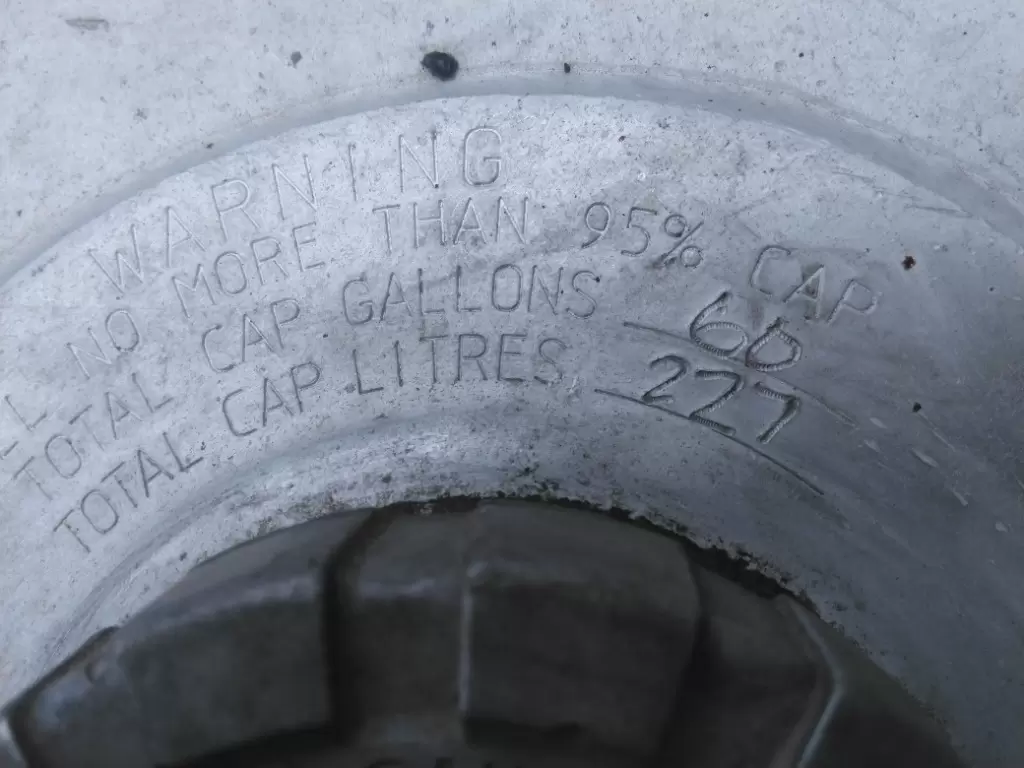 WARNING
L NO MORE THAN 95% CAP
TOTAL CAP GALLONS 60
TOTAL CAP LITRES 227